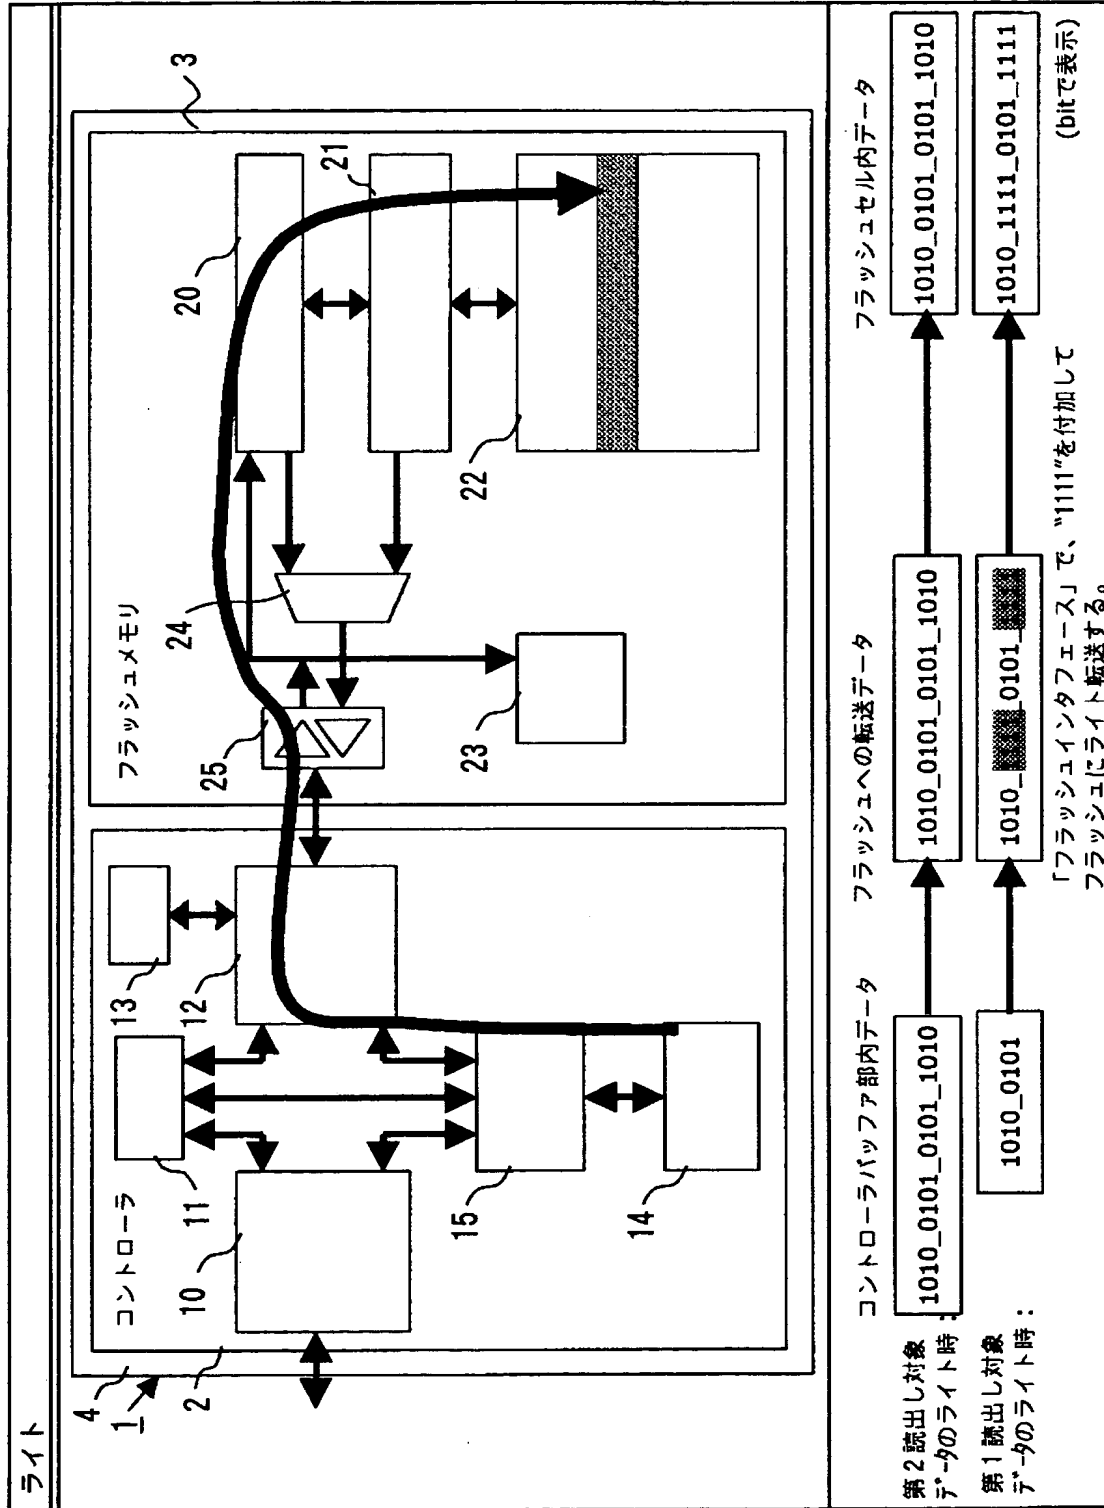 ライト
4
1
2
コントローラ
10
11
12
13
14
15
フラッシュメモリ
3
20
21
22
23
24
25
コントローラバッファ部内データ
フラッシュへの転送データ
フラッシュセル内データ
第2読出し対象
データのライト時:
1010_0101_0101_1010
1010_0101_0101_1010
1010_0101_0101_1010
第1読出し対象
データのライト時:
1010_0101
1010_1111_0101_1111
1010_1111_0101_1111
「フラッシュインタフェース」で、"1111"を付加して
フラッシュにライト転送する。
(bitで表示)